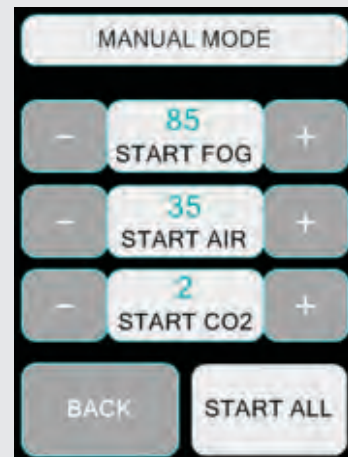 MANUAL MODE
85
- START FOG +
35
- START AIR +
2
- START CO2 +
BACK START ALL